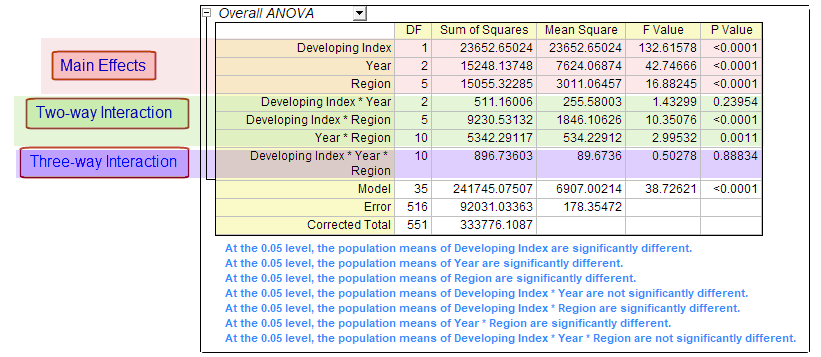 Overall ANOVA
DF Sum of Squares Mean Square F Value P Value
Developing Index 1 23652.65024 23652.65024 132.61578 <0.0001
Main Effects
Year 2 15248.13748 7624.06874 42.74666 <0.0001
Region 5 15055.32285 3011.06457 16.88245 <0.0001
Developing Index * Year 2 511.16006 255.58003 1.43299 0.23954
Two-way Interaction
Developing Index * Region 5 9230.53132 1846.10626 10.35076 <0.0001
Year * Region 10 5342.29117 534.22912 2.99532 0.0011
Three-way Interaction
Developing Index * Year * 10 896.73603 89.6736 0.50278 0.88834
Region
Model 35 241745.07507 6907.00214 38.72621 <0.0001
Error 516 92031.03363 178.35472
Corrected Total 551 333776.1087
At the 0.05 level, the population means of Developing Index are significantly different.
At the 0.05 level, the population means of Year are significantly different.
At the 0.05 level, the population means of Region are significantly different.
At the 0.05 level, the population means of Developing Index * Year are not significantly different.
At the 0.05 level, the population means of Developing Index * Region are significantly different.
At the 0.05 level, the population means of Year * Region are significantly different.
At the 0.05 level, the population means of Developing Index * Year * Region are not significantly different.